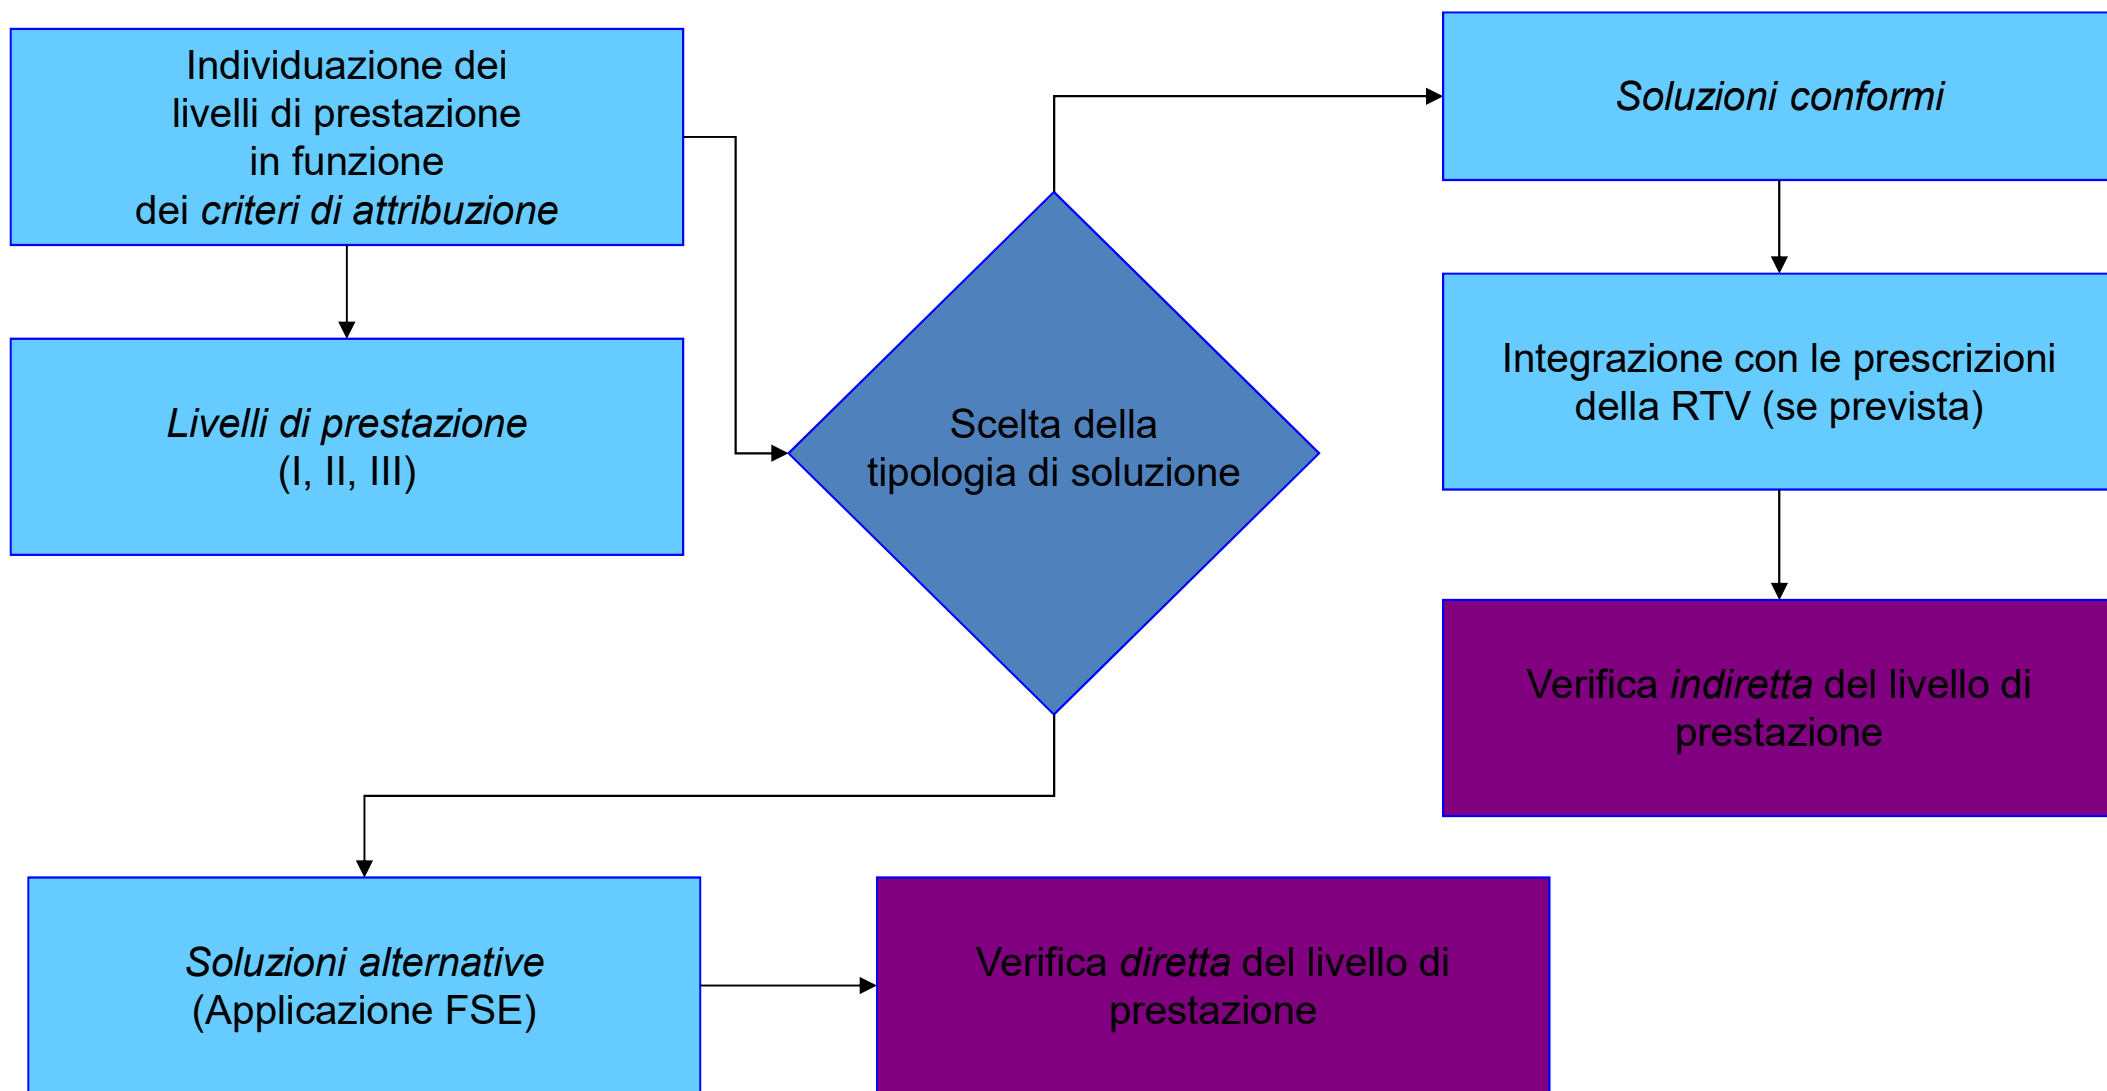 Individuazione dei
livelli di prestazione
in funzione
dei criteri di attribuzione
Livelli di prestazione
(I, II, III)
Scelta della
tipologia di soluzione
Soluzioni conformi
Integrazione con le prescrizioni
della RTV (se prevista)
Verifica indiretta del livello di
prestazione
Soluzioni alternative
(Applicazione FSE)
Verifica diretta del livello di
prestazione